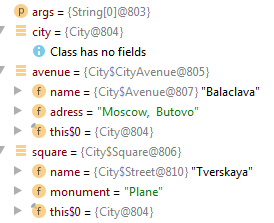 args = {String[0]@803}
city = {City@804}
Class has no fields
avenue = {City$CityAvenue@805}
name = {City$Avenue@807} "Balaclava"
adress = "Moscow, Butovo"
this$0 = {City@804}
square = {City$Square@806}
name = {City$Street@810} "Tverskaya"
monument = "Plane"
this$0 = {City@804}